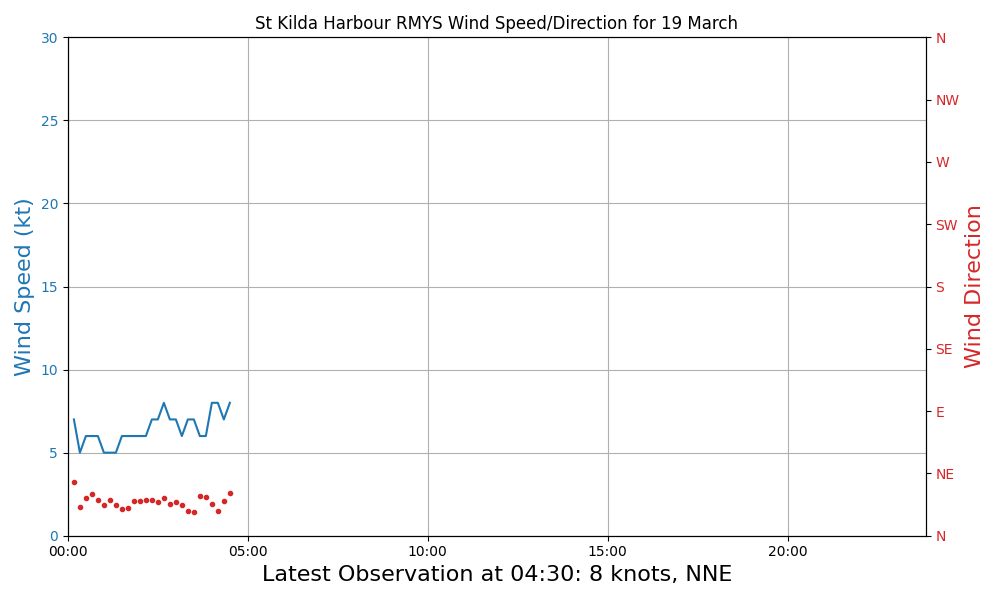 St Kilda Harbour RMYS Wind Speed/Direction for 19 March
30
25
20
15
10
5
0
Wind Speed (kt)
N
NW
W
SW
S
SE
E
NE
N
Wind Direction
00:00 05:00 10:00 15:00 20:00
Latest Observation at 04:30: 8 knots, NNE